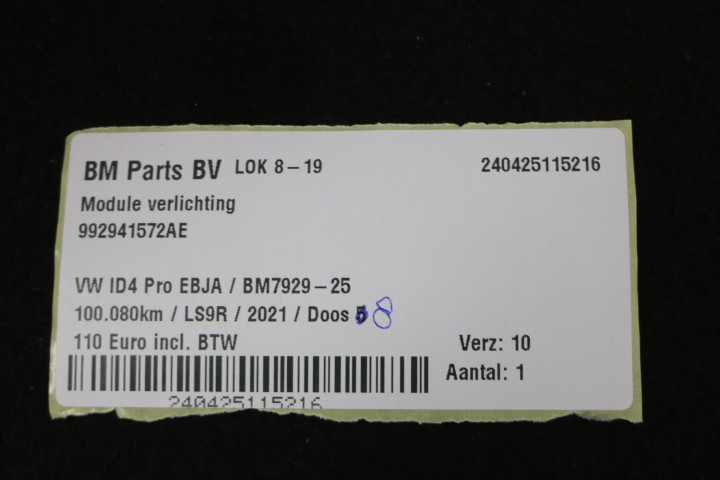 BM Parts BV LOK 8-19 240425115216
Module verlichting
992941572AE
VW ID4 Pro EBJA / BM7929-25
100.080km / LS9R / 2021 / Doos 5 8
110 Euro incl. BTW Verz: 10
Aantal: 1
240425115216